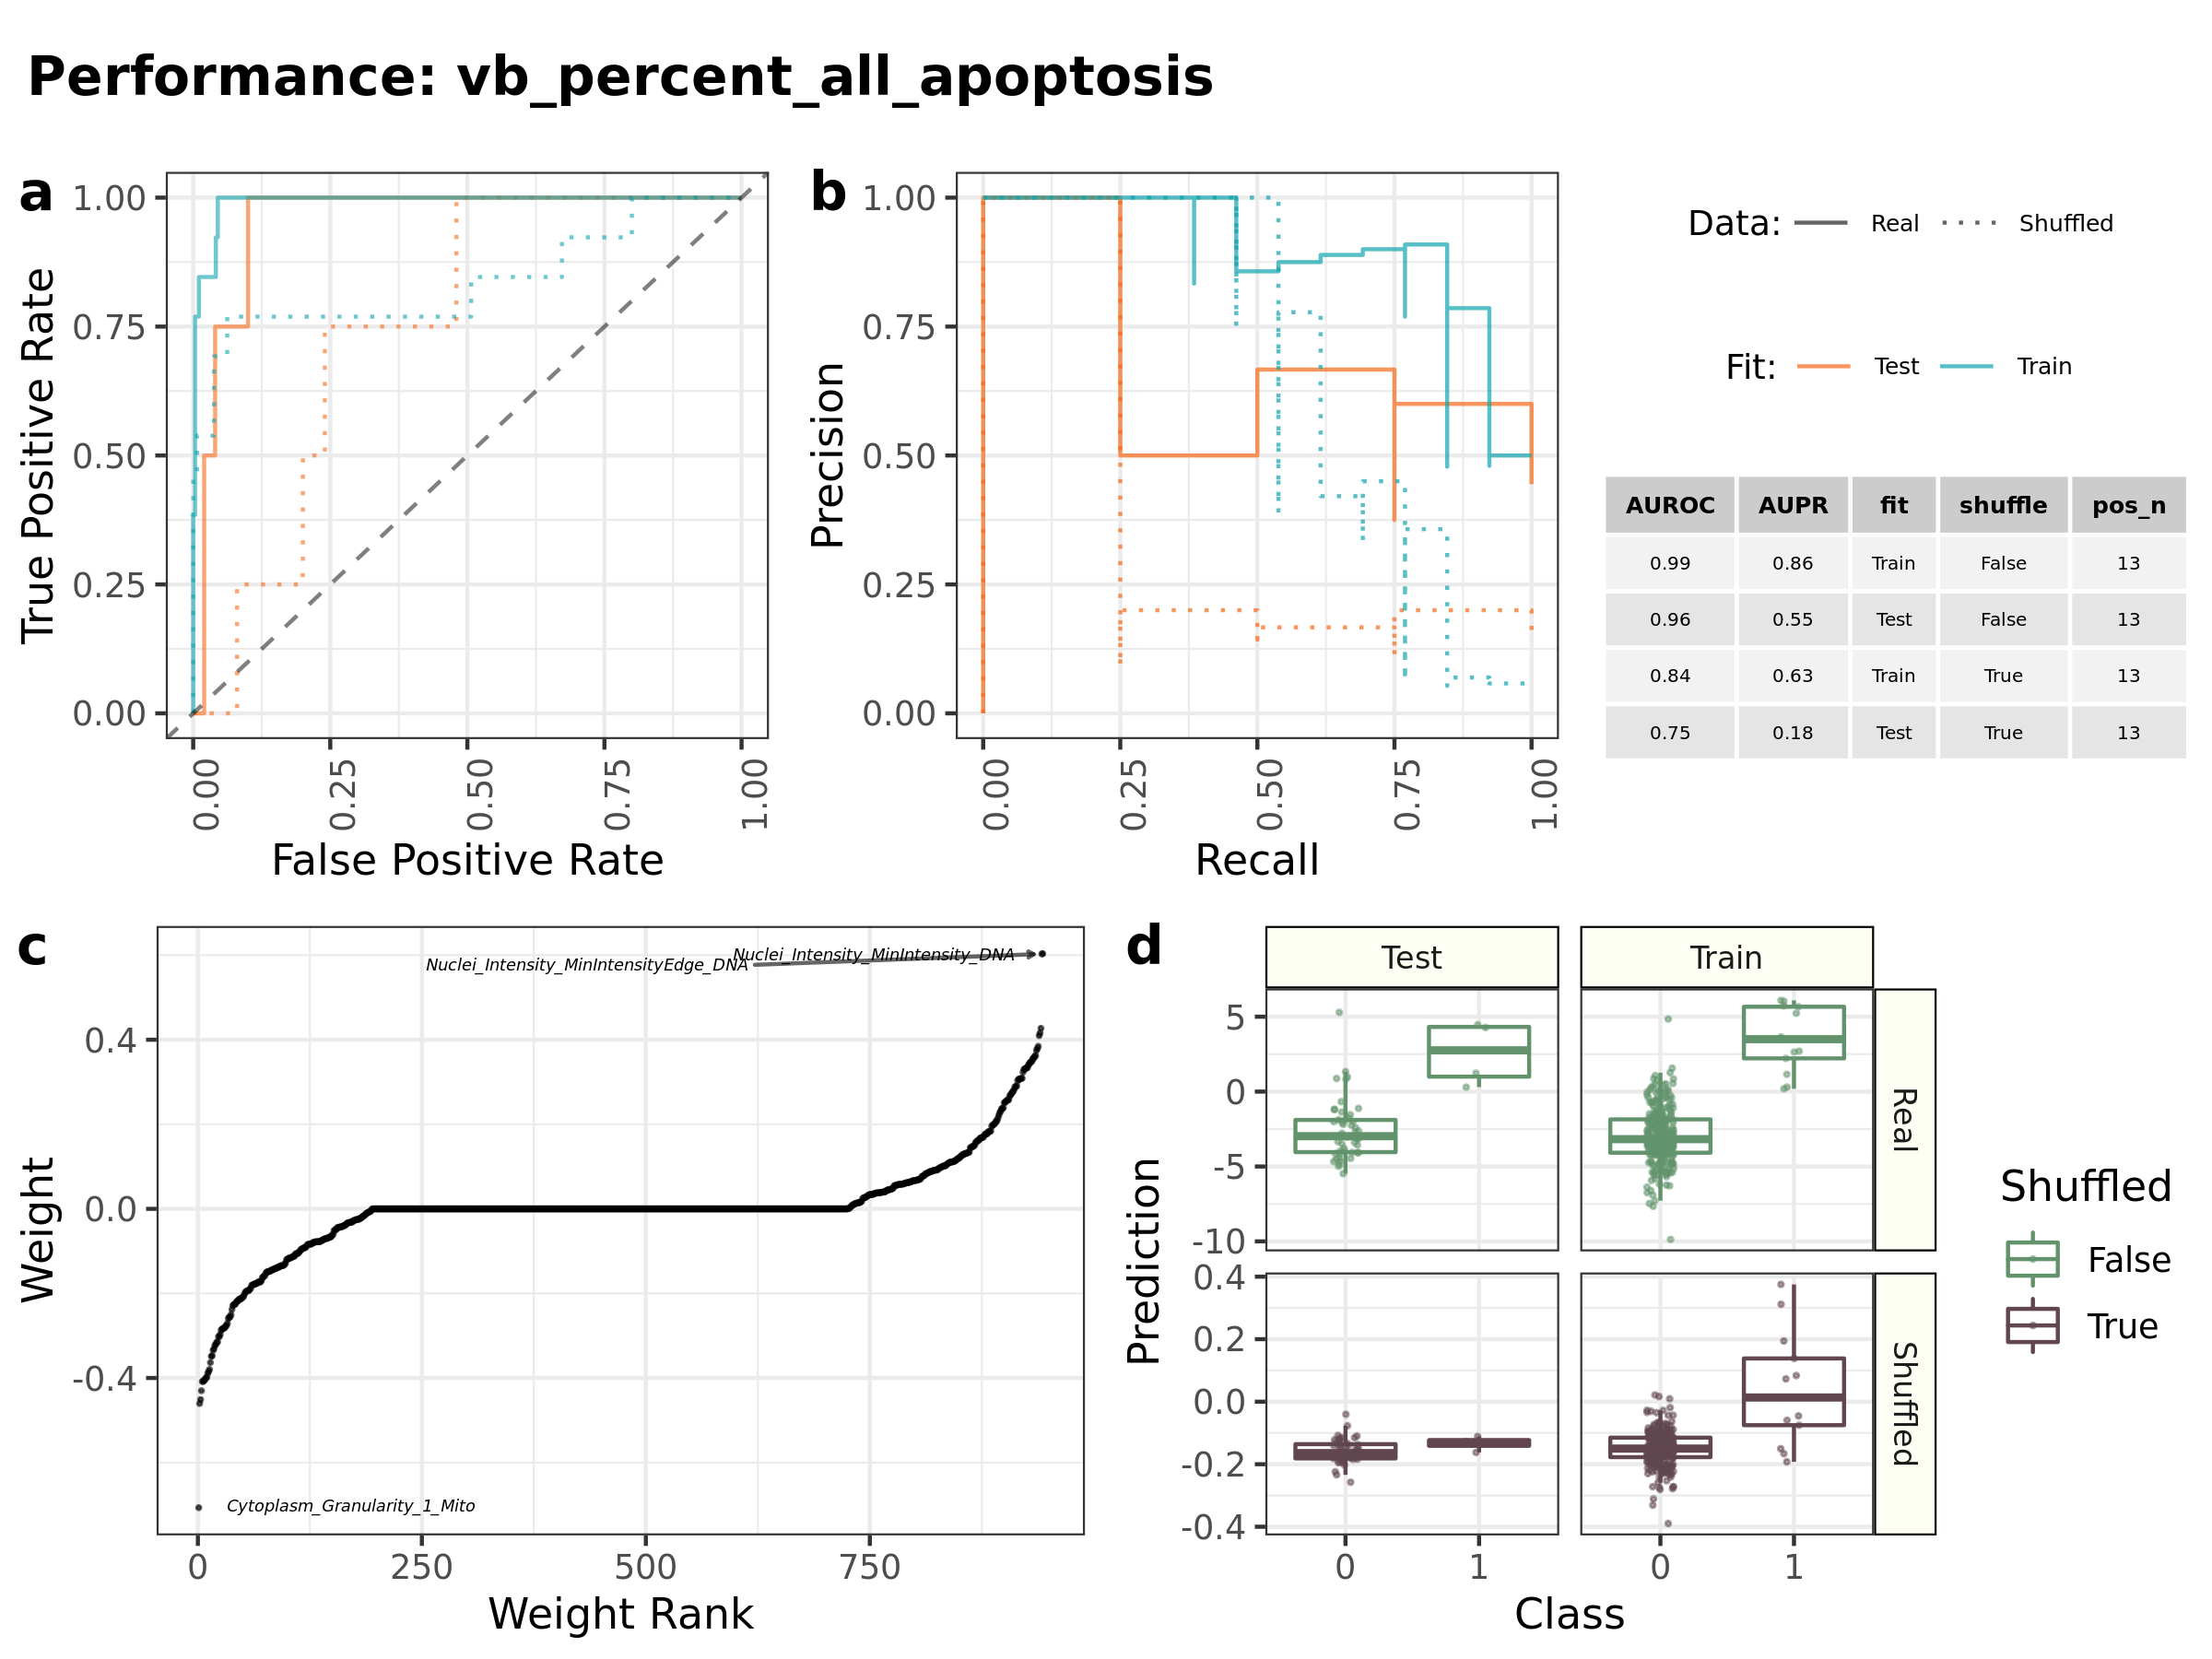 Performance: vb_percent_all_apoptosis
a
True Positive Rate
1.00
0.75
0.50
0.25
0.00
0.00
0.25
0.50
0.75
1.00
False Positive Rate
b
Precision
1.00
0.75
0.50
0.25
0.00
0.00
0.25
0.50
0.75
1.00
Recall
Data: Real Shuffled
Fit: Test Train
AUROC AUPR fit shuffle pos_n
0.99 0.86 Train False 13
0.96 0.55 Test False 13
0.84 0.63 Train True 13
0.75 0.18 Test True 13
c
Weight
0.4
0.0
-0.4
Nuclei_Intensity_MinIntensity_DNA
Nuclei_Intensity_MinIntensityEdge_DNA
Cytoplasm_Granularity_1_Mito
0 250 500 750
Weight Rank
d
Test Train
Prediction
5
0
-5
-10
Real
0.4
0.2
0.0
-0.2
-0.4
Shuffled
0 1 0 1
Class
Shuffled
False
True